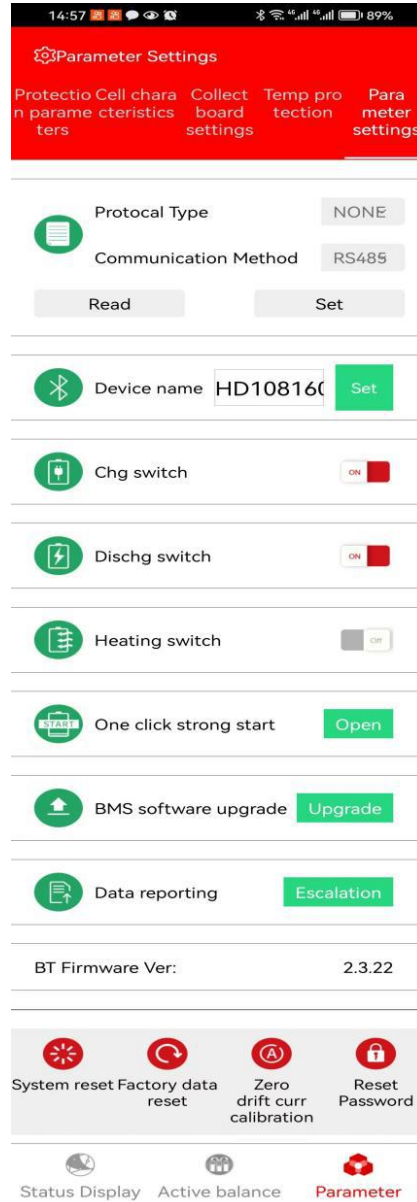 14:57 89%
Parameter Settings
Protectio Cell chara Collect Temp pro Para
n parame cteristics board tection meter
ters settings settings
Protocal Type NONE
Communication Method RS485
Read Set
Device name HD108160 Set
Chg switch ON
Dischg switch ON
Heating switch Off
START One click strong start Open
BMS software upgrade Upgrade
Data reporting Escalation
BT Firmware Ver: 2.3.22
System reset Factory data Zero Reset
reset drift curr Password
calibration
Status Display Active balance Parameter